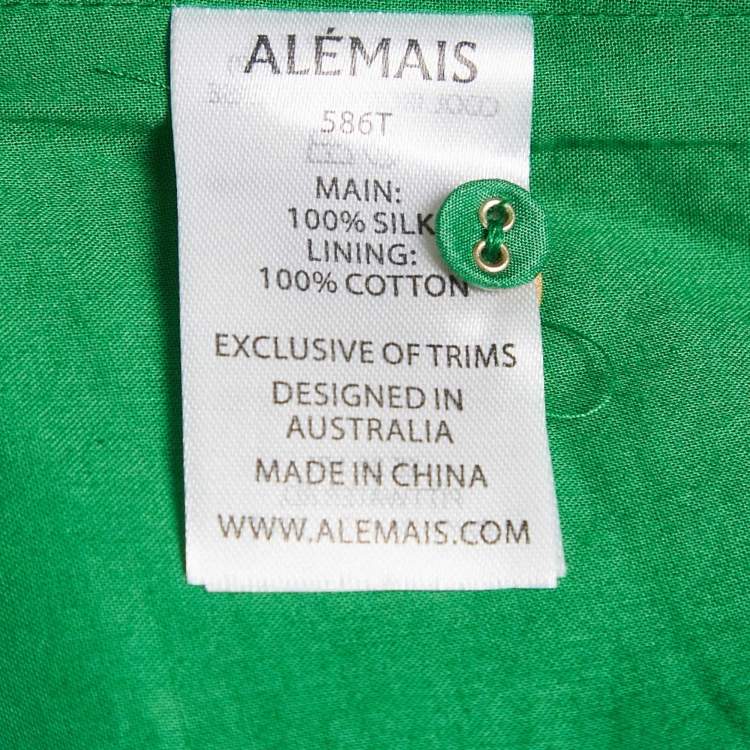 ALÉMAIS
586T
MAIN:
100% SILK
LINING:
100% COTTON
EXCLUSIVE OF TRIMS
DESIGNED IN
AUSTRALIA
MADE IN CHINA
WWW.ALEMAIS.COM